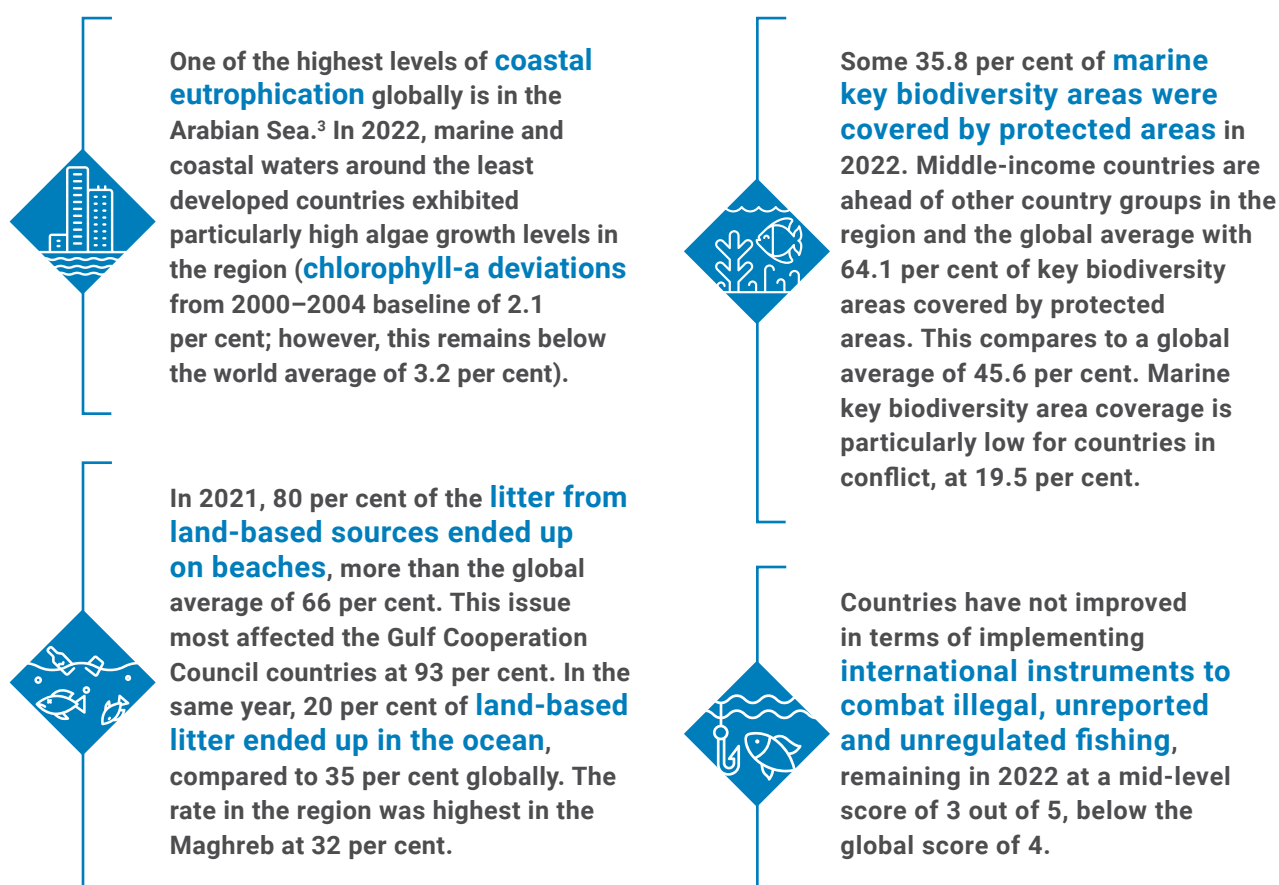 One of the highest levels of coastal
eutrophication globally is in the
Arabian Sea.³ In 2022, marine and
coastal waters around the least
developed countries exhibited
particularly high algae growth levels in
the region (chlorophyll-a deviations
from 2000–2004 baseline of 2.1
per cent; however, this remains below
the world average of 3.2 per cent).
In 2021, 80 per cent of the litter from
land-based sources ended up
on beaches, more than the global
average of 66 per cent. This issue
most affected the Gulf Cooperation
Council countries at 93 per cent. In the
same year, 20 per cent of land-based
litter ended up in the ocean,
compared to 35 per cent globally. The
rate in the region was highest in the
Maghreb at 32 per cent.
Some 35.8 per cent of marine
key biodiversity areas were
covered by protected areas in
2022. Middle-income countries are
ahead of other country groups in the
region and the global average with
64.1 per cent of key biodiversity
areas covered by protected
areas. This compares to a global
average of 45.6 per cent. Marine
key biodiversity area coverage is
particularly low for countries in
conflict, at 19.5 per cent.
Countries have not improved
in terms of implementing
international instruments to
combat illegal, unreported
and unregulated fishing,
remaining in 2022 at a mid-level
score of 3 out of 5, below the
global score of 4.